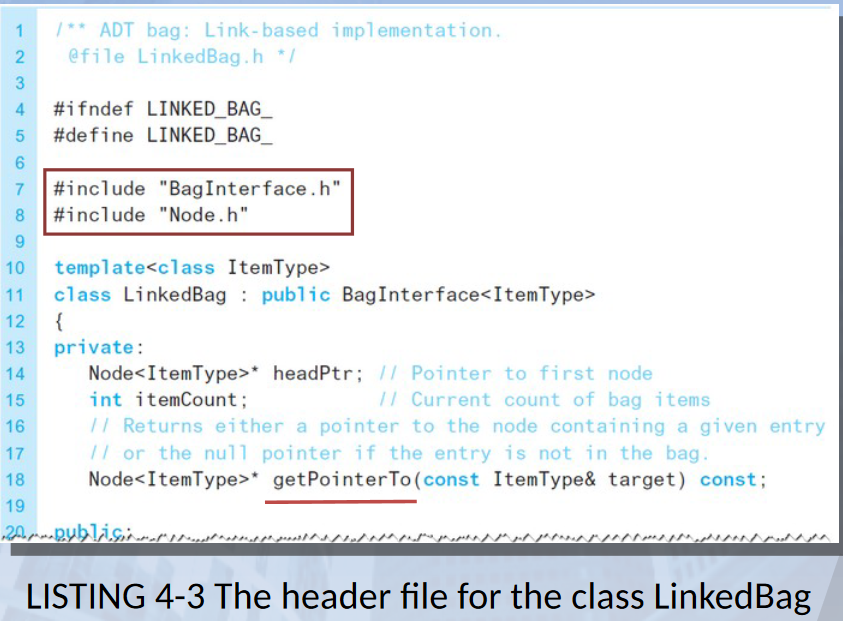 1 /** ADT bag: Link-based implementation.
2 @file LinkedBag.h */
3
4 #ifndef LINKED_BAG_
5 #define LINKED_BAG_
6
7 #include "BagInterface.h"
8 #include "Node.h"
9
10 template<class ItemType>
11 class LinkedBag : public BagInterface<ItemType>
12 {
13 private:
14 Node<ItemType>* headPtr; // Pointer to first node
15 int itemCount; // Current count of bag items
16 // Returns either a pointer to the node containing a given entry
17 // or the null pointer if the entry is not in the bag.
18 Node<ItemType>* getPointerTo(const ItemType& target) const;
19
20 public:
LISTING 4-3 The header file for the class LinkedBag